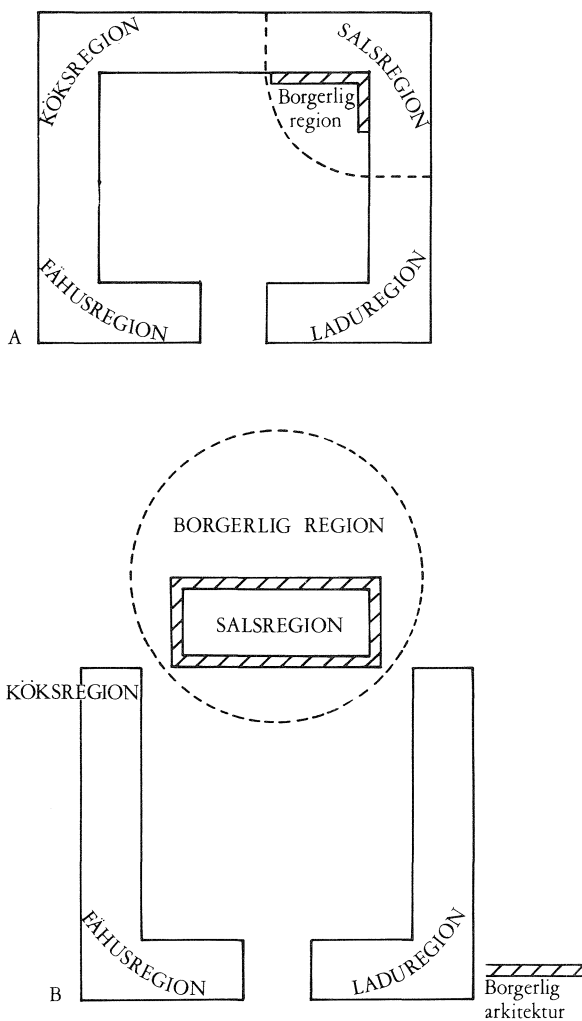 KÖKSREGION
SALSREGION
Borgerlig
region
FÄHUSREGION
LADUREGION
A
BORGERLIG REGION
SALSREGION
KÖKSREGION
FÄHUSREGION
LADUREGION
B
Borgerlig
arkitektur